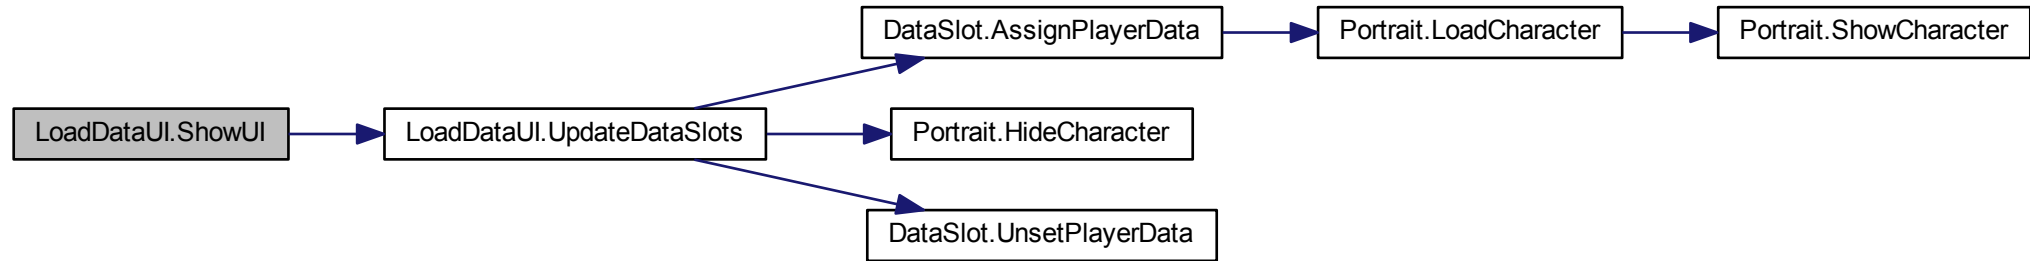 DataSlot.AssignPlayerData
Portrait.LoadCharacter
Portrait.ShowCharacter
LoadDataUI.ShowUI
LoadDataUI.UpdateDataSlots
Portrait.HideCharacter
DataSlot.UnsetPlayerData